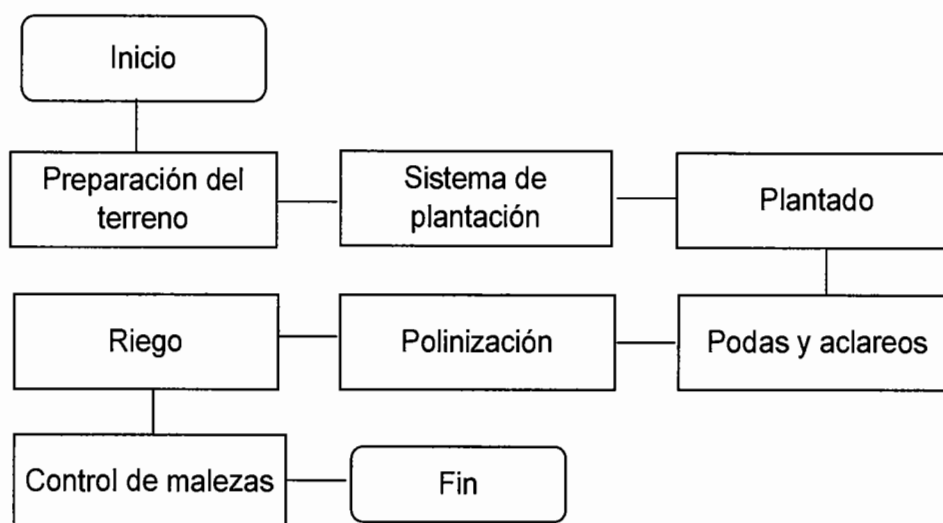 Inicio
Preparación del
terreno
Sistema de
plantación
Plantado
Podas y aclareos
Polinización
Riego
Control de malezas
Fin